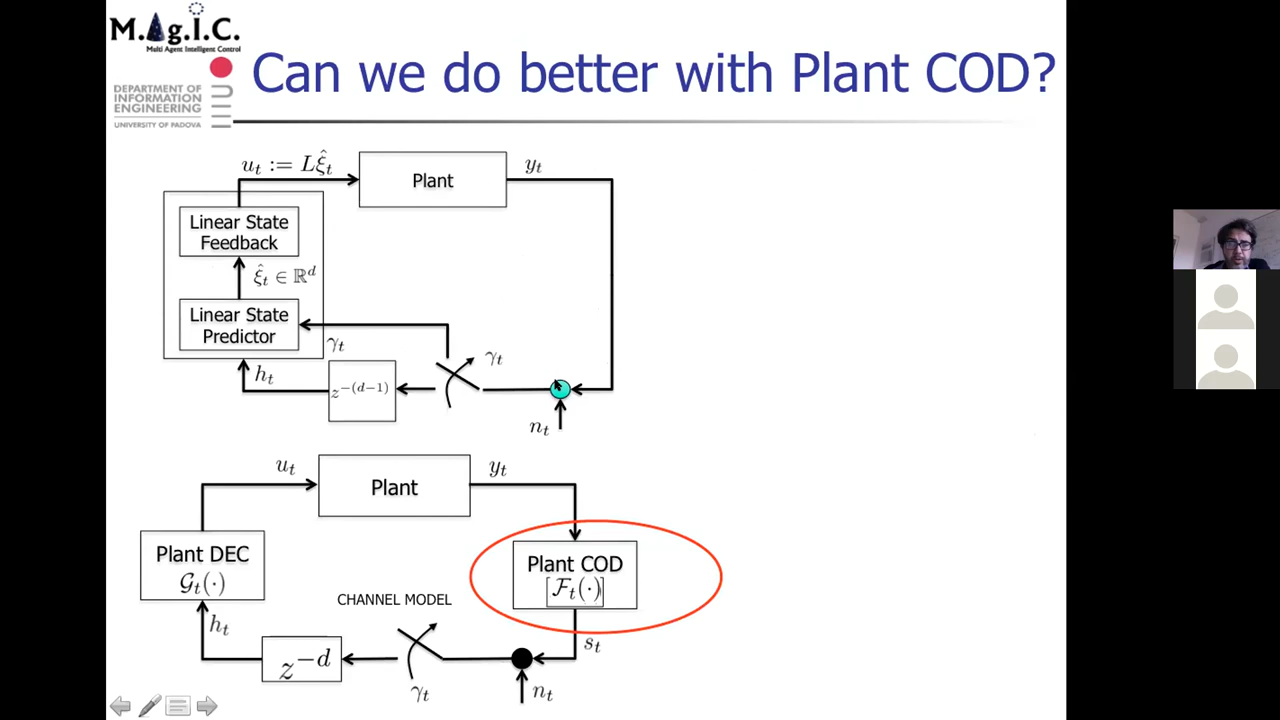 M.AgI.C.
Multi Agent Intelligent Control
DEPARTMENT OF
INFORMATION
ENGINEERING
UNIVERSITY OF PADOVA
Can we do better with Plant COD?
u_t := Lξ̂_t
Plant
y_t
Linear State
Feedback
ξ̂_t ∈ ℝ^d
Linear State
Predictor
γ_t
γ_t
h_t
z^{-(d-1)}
n_t
u_t
Plant
y_t
Plant DEC
𝒢_t(·)
Plant COD
[ℱ_t(·)]
CHANNEL MODEL
h_t
s_t
z^{-d}
γ_t
n_t